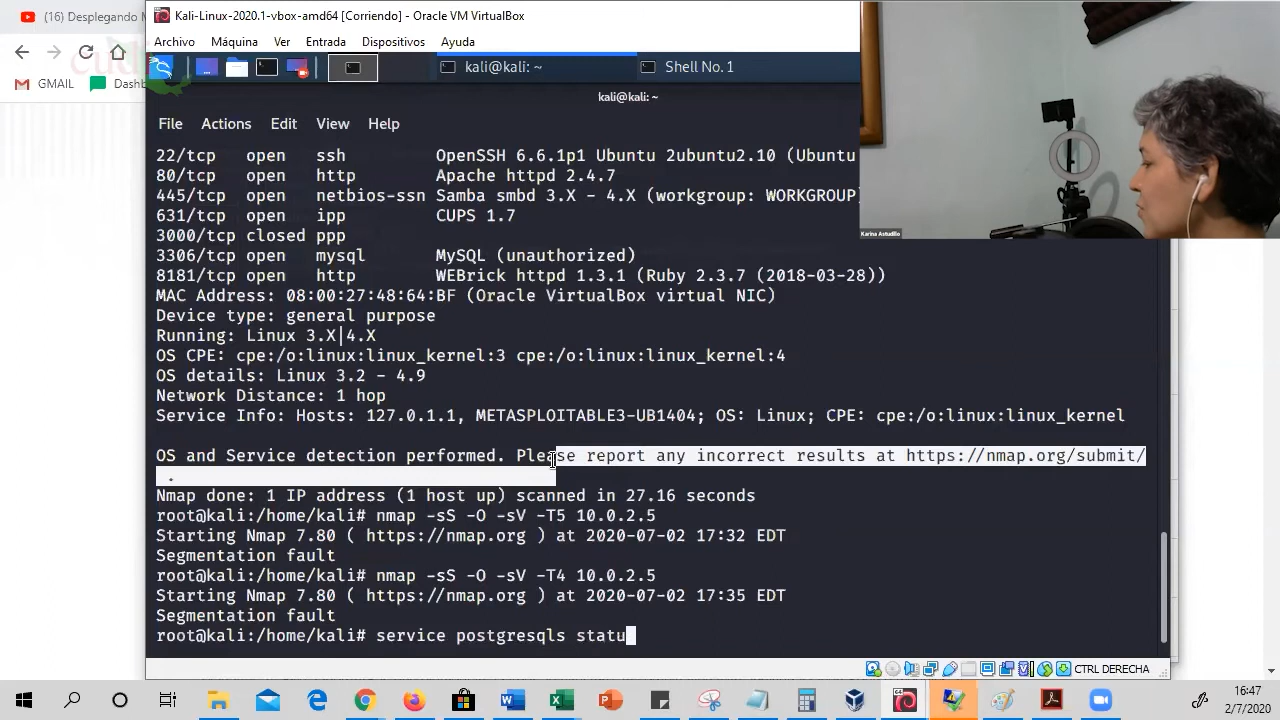 (16) Desplegando M
Kali-Linux-2020.1-vbox-amd64 [Corriendo] - Oracle VM VirtualBox
Archivo Máquina Ver Entrada Dispositivos Ayuda
GMAIL Dashb
kali@kali: ~ Shell No. 1
kali@kali: ~
File Actions Edit View Help
22/tcp open ssh OpenSSH 6.6.1p1 Ubuntu 2ubuntu2.10 (Ubuntu
80/tcp open http Apache httpd 2.4.7
445/tcp open netbios-ssn Samba smbd 3.X - 4.X (workgroup: WORKGROUP)
631/tcp open ipp CUPS 1.7
Karina Astudillo
3000/tcp closed ppp
3306/tcp open mysql MySQL (unauthorized)
8181/tcp open http WEBrick httpd 1.3.1 (Ruby 2.3.7 (2018-03-28))
MAC Address: 08:00:27:48:64:BF (Oracle VirtualBox virtual NIC)
Device type: general purpose
Running: Linux 3.X|4.X
OS CPE: cpe:/o:linux:linux_kernel:3 cpe:/o:linux:linux_kernel:4
OS details: Linux 3.2 - 4.9
Network Distance: 1 hop
Service Info: Hosts: 127.0.1.1, METASPLOITABLE3-UB1404; OS: Linux; CPE: cpe:/o:linux:linux_kernel
OS and Service detection performed. Please report any incorrect results at https://nmap.org/submit/
.
Nmap done: 1 IP address (1 host up) scanned in 27.16 seconds
root@kali:/home/kali# nmap -sS -O -sV -T5 10.0.2.5
Starting Nmap 7.80 ( https://nmap.org ) at 2020-07-02 17:32 EDT
Segmentation fault
root@kali:/home/kali# nmap -sS -O -sV -T4 10.0.2.5
Starting Nmap 7.80 ( https://nmap.org ) at 2020-07-02 17:35 EDT
Segmentation fault
root@kali:/home/kali# service postgresqls statu
CTRL DERECHA
16:47
2/7/2020